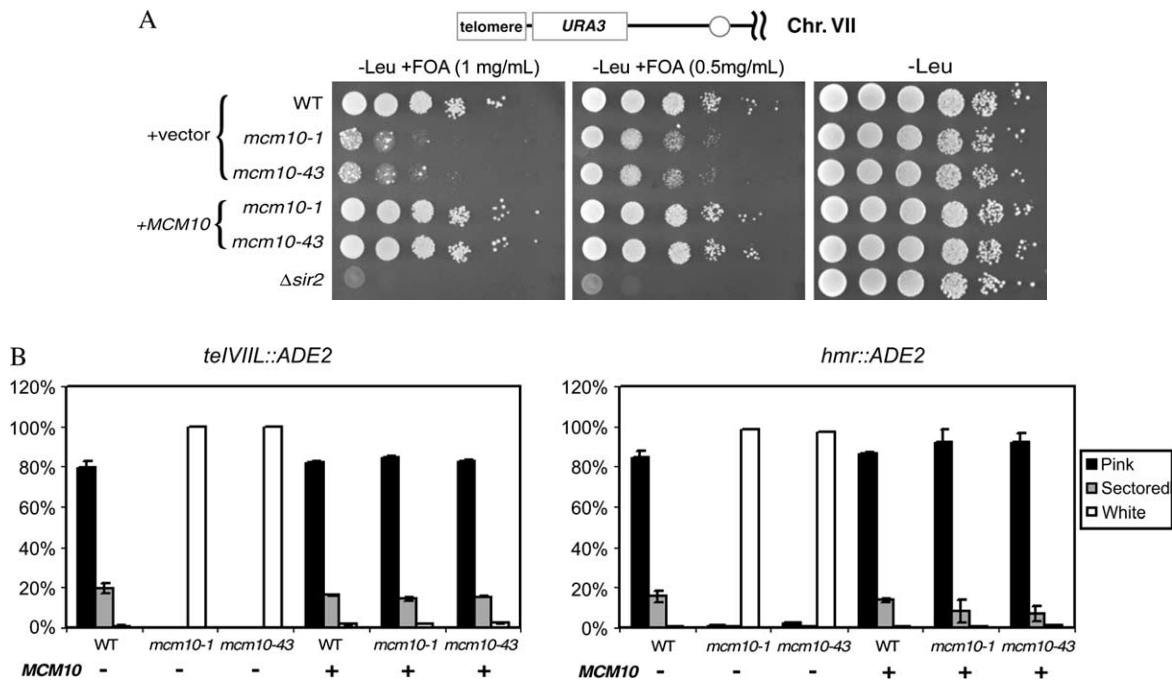 A
telomere URA3 Chr. VII
-Leu +FOA (1 mg/mL) -Leu +FOA (0.5mg/mL) -Leu
WT
+vector mcm10-1
mcm10-43
+MCM10 mcm10-1
mcm10-43
Δsir2
B
telVIIL::ADE2 hmr::ADE2
120% 120%
100% 100%
80% 80%
60% 60%
40% 40%
20% 20%
0% 0%
Pink
Sectored
White
WT mcm10-1 mcm10-43 WT mcm10-1 mcm10-43 WT mcm10-1 mcm10-43 WT mcm10-1 mcm10-43
MCM10 - - - + + + MCM10 - - - + + +